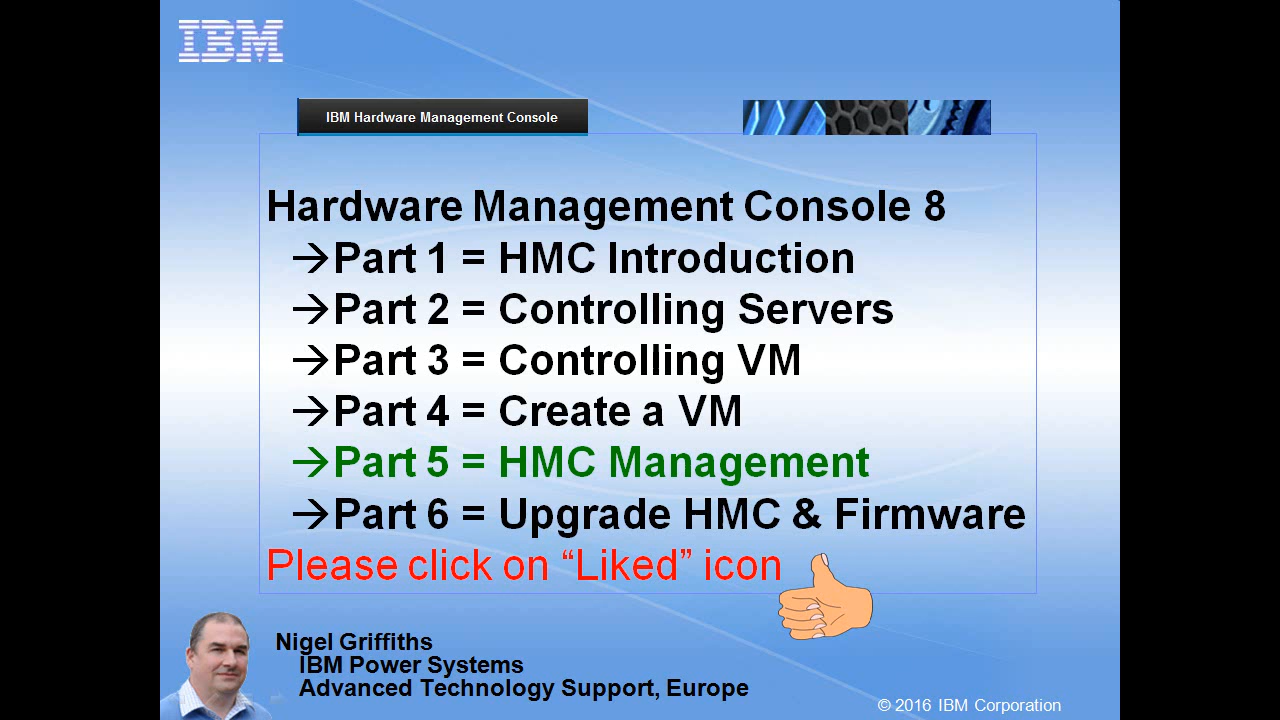 IBM
IBM Hardware Management Console
Hardware Management Console 8
→Part 1 = HMC Introduction
→Part 2 = Controlling Servers
→Part 3 = Controlling VM
→Part 4 = Create a VM
→Part 5 = HMC Management
→Part 6 = Upgrade HMC & Firmware
Please click on “Liked” icon
Nigel Griffiths
IBM Power Systems
Advanced Technology Support, Europe
© 2016 IBM Corporation